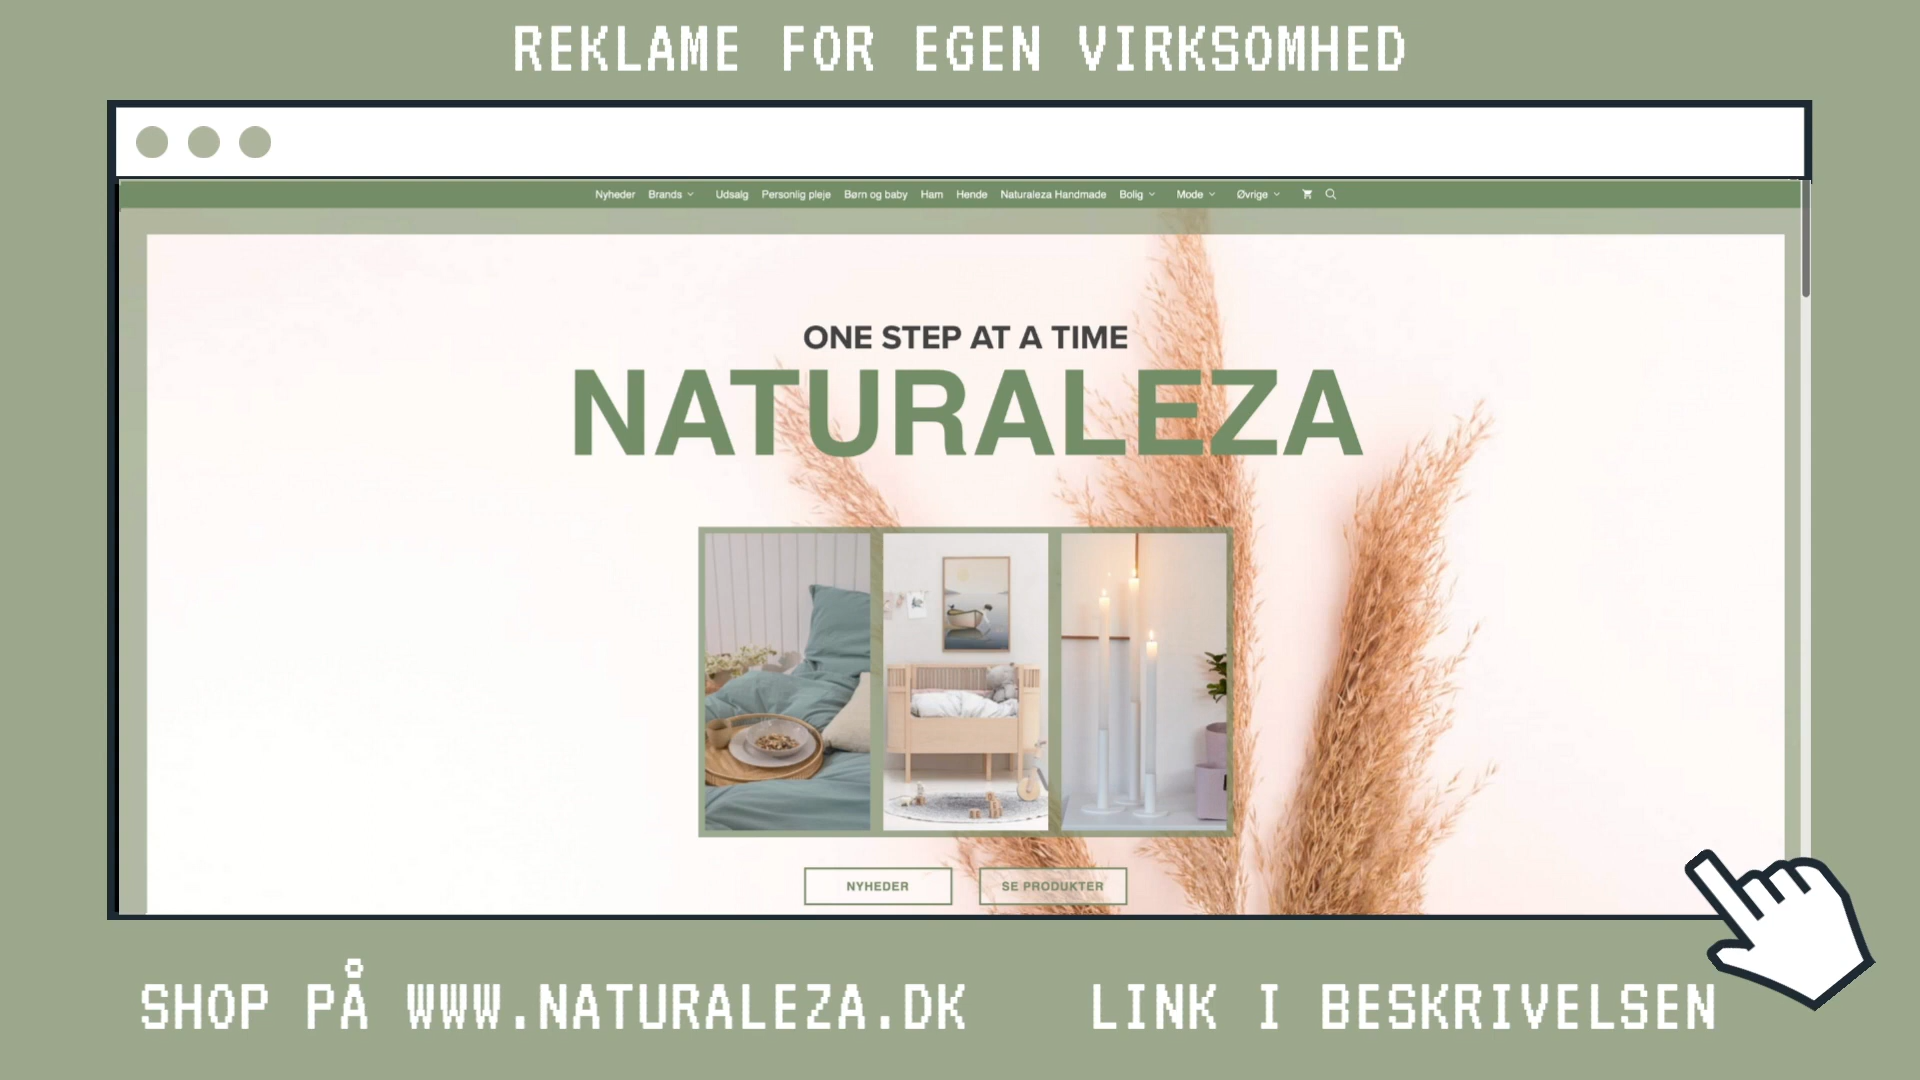 REKLAME FOR EGEN VIRKSOMHED
Nyheder Brands Udsalg Personlig pleje Børn og baby Ham Hende Naturaleza Handmade Bolig Mode Øvrige
ONE STEP AT A TIME
NATURALEZA
NYHEDER SE PRODUKTER
SHOP PÅ WWW.NATURALEZA.DK LINK I BESKRIVELSEN